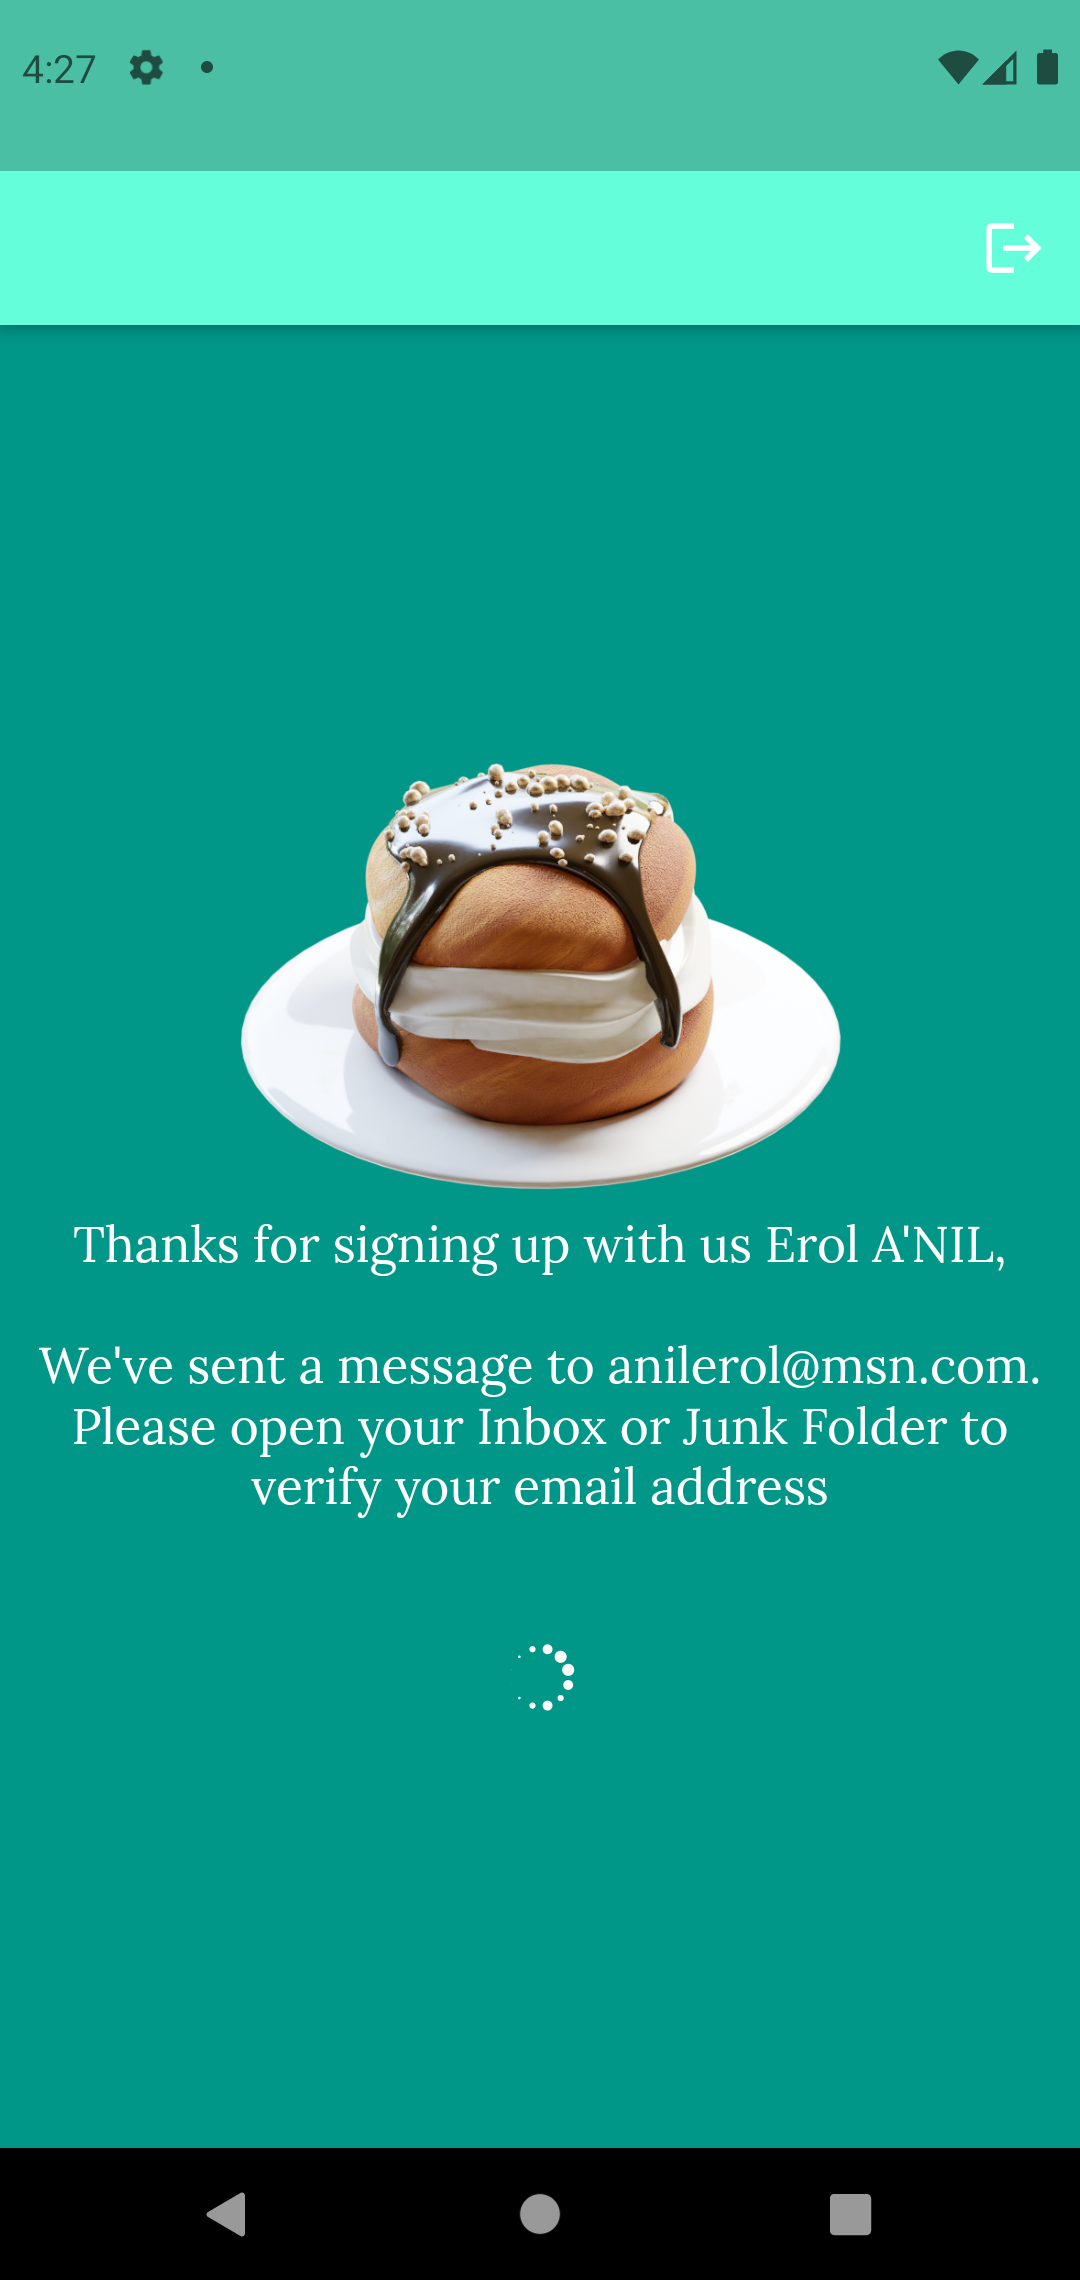 4:27
Thanks for signing up with us Erol A'NIL,
We've sent a message to anilerol@msn.com.
Please open your Inbox or Junk Folder to
verify your email address